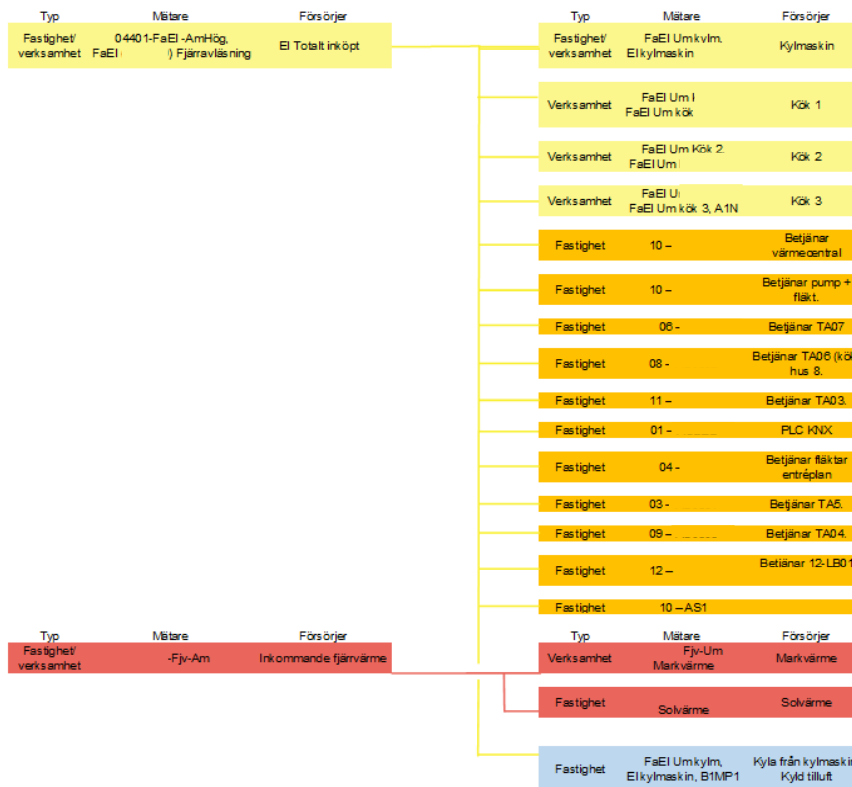 Typ Mätare Försörjer
Fastighet/ verksamhet
04401-FaEl -AmHög, FaEl ) Fjärravläsning
El Totalt inköpt
Typ Mätare Försörjer
Fastighet/ verksamhet
FaEl Um kvlm. Elkylmaskin
Kylmaskin
Verksamhet
FaEl Um
FaEl Um kök
Kök 1
Verksamhet
FaEl Um Kök 2.
FaEl Um
Kök 2
Verksamhet
FaEl
FaEl Um kök 3, A1N
Kök 3
Fastighet 10 – Betjänar
värmecentral
Fastighet 10 – Betjänar pump +
fläkt.
Fastighet 06 - Betjänar TA07
Fastighet 08 - Betjänar TA06
hus 8.
Fastighet 11 – Betjänar TA03.
Fastighet 01 – PLC KNX
Fastighet 04 - Betjänar fläktar
entréplan
Fastighet 03 - Betjänar TA5.
Fastighet 09 – Betjänar TA04.
Fastighet 12 – Betjänar 12-LB01
Fastighet 10 – AS1
Typ Mätare Försörjer
Fastighet/
verksamhet
-Fjv-Am Inkommande fjärrvärme
Typ Mätare Försörjer
Verksamhet
Fjv-Um
Markvärme
Markvärme
Fastighet Solvärme Solvärme
Fastighet
FaEl Um kylm,
Elkylmaskin, B1MP1
Kyla från kylmaskin
Kyld tilluft